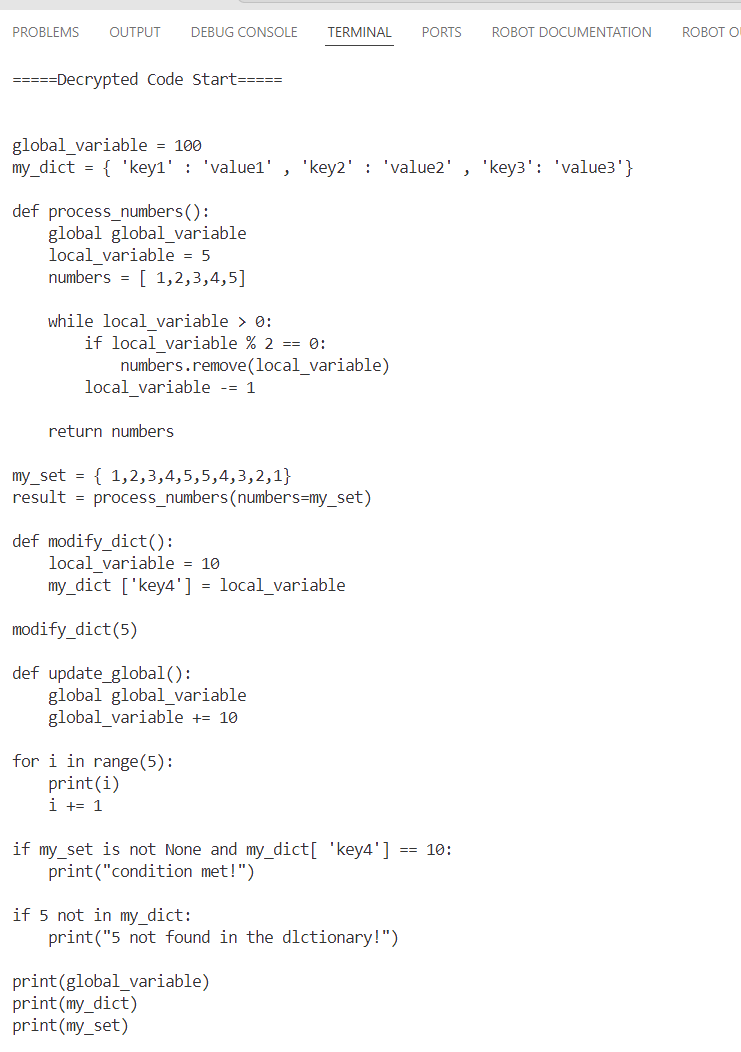 PROBLEMS OUTPUT DEBUG CONSOLE TERMINAL PORTS ROBOT DOCUMENTATION ROBOT O
=====Decrypted Code Start=====
global_variable = 100
my_dict = { 'key1' : 'value1' , 'key2' : 'value2' , 'key3': 'value3'}
def process_numbers():
    global global_variable
    local_variable = 5
    numbers = [ 1,2,3,4,5]
    while local_variable > 0:
        if local_variable % 2 == 0:
            numbers.remove(local_variable)
        local_variable -= 1
    return numbers
my_set = { 1,2,3,4,5,5,4,3,2,1}
result = process_numbers(numbers=my_set)
def modify_dict():
    local_variable = 10
    my_dict ['key4'] = local_variable
modify_dict(5)
def update_global():
    global global_variable
    global_variable += 10
for i in range(5):
    print(i)
    i += 1
if my_set is not None and my_dict[ 'key4'] == 10:
    print("condition met!")
if 5 not in my_dict:
    print("5 not found in the dlctionary!")
print(global_variable)
print(my_dict)
print(my_set)